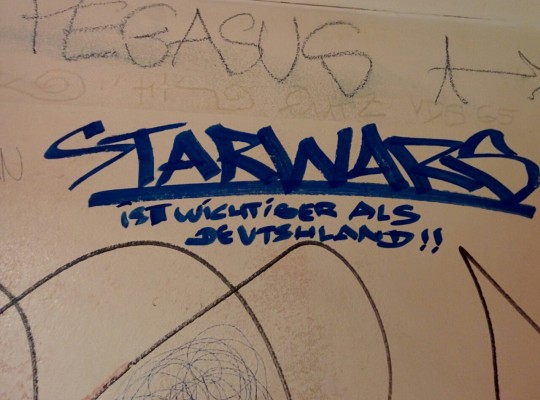 PEGASUS
STARWARS
iST WiCHTiGER ALS
DEUTSHLAND!!